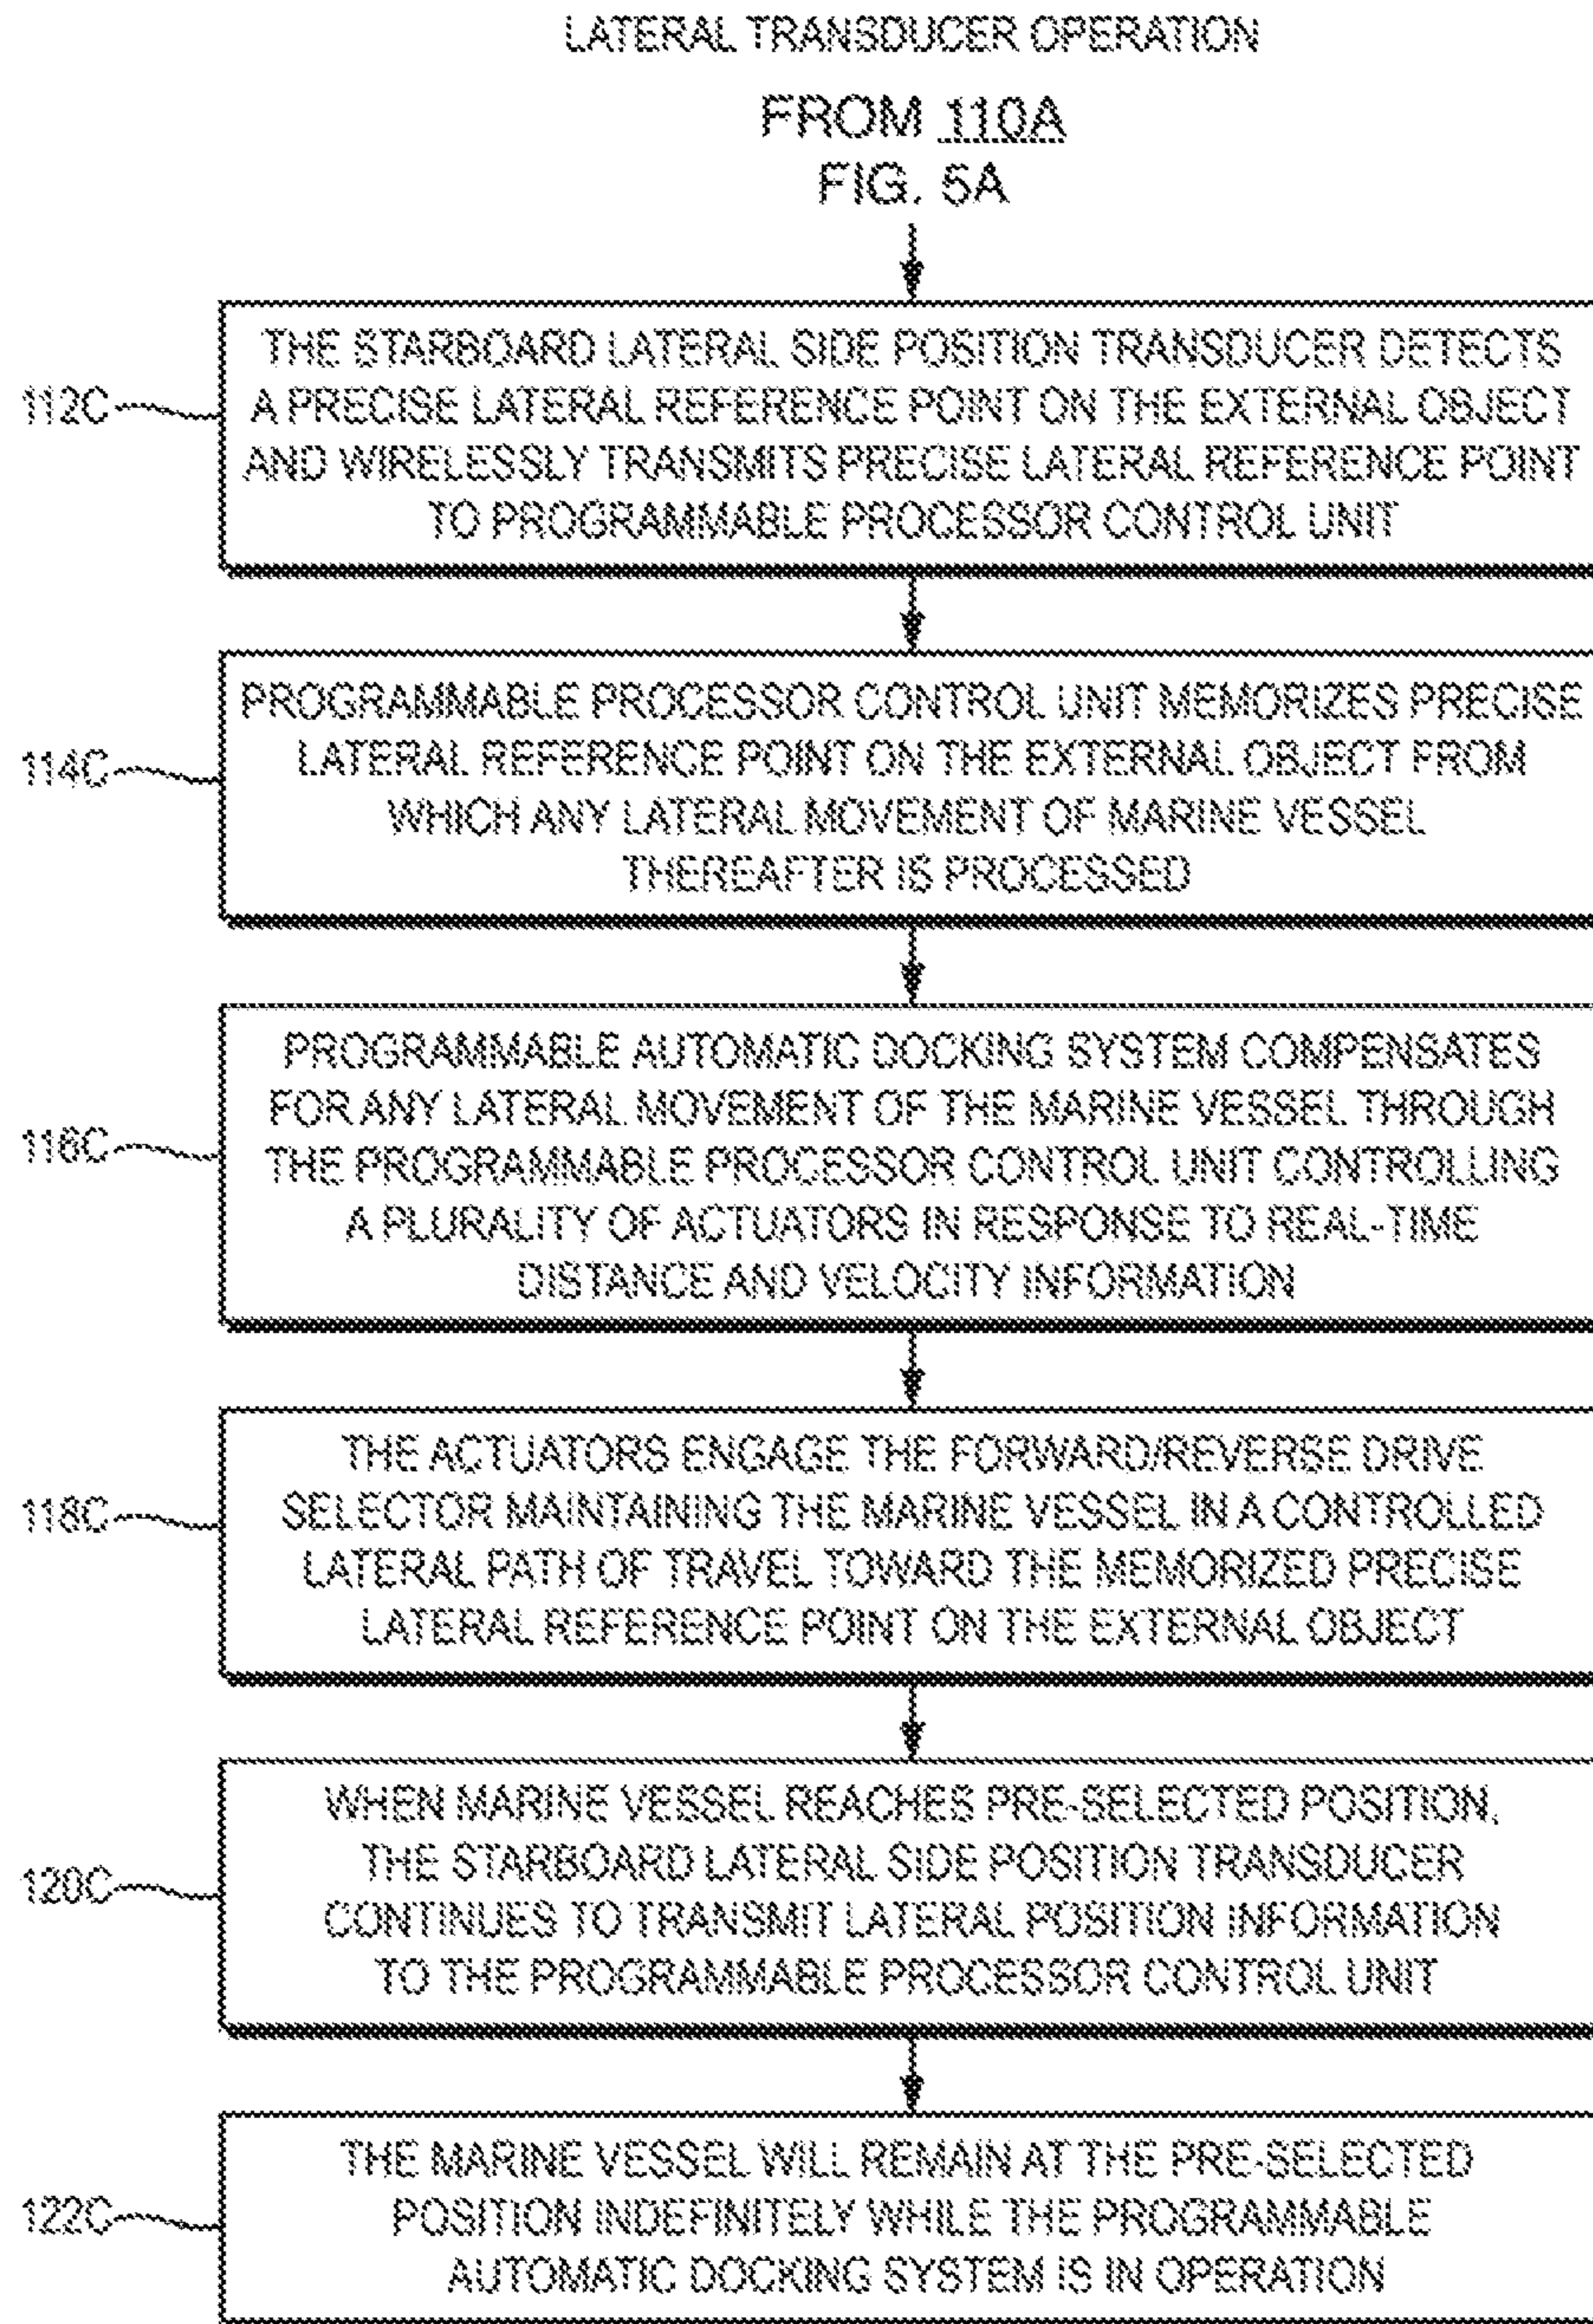 LATERAL TRANSDUCER OPERATION
FROM 110A
FIG. 5A
112C
THE STARBOARD LATERAL SIDE POSITION TRANSDUCER DETECTS
A PRECISE LATERAL REFERENCE POINT ON THE EXTERNAL OBJECT
AND WIRELESSLY TRANSMITS PRECISE LATERAL REFERENCE POINT
TO PROGRAMMABLE PROCESSOR CONTROL UNIT
114C
PROGRAMMABLE PROCESSOR CONTROL UNIT MEMORIZES PRECISE
LATERAL REFERENCE POINT ON THE EXTERNAL OBJECT FROM
WHICH ANY LATERAL MOVEMENT OF MARINE VESSEL
THEREAFTER IS PROCESSED
116C
PROGRAMMABLE AUTOMATIC DOCKING SYSTEM COMPENSATES
FOR ANY LATERAL MOVEMENT OF THE MARINE VESSEL THROUGH
THE PROGRAMMABLE PROCESSOR CONTROL UNIT CONTROLLING
A PLURALITY OF ACTUATORS IN RESPONSE TO REAL-TIME
DISTANCE AND VELOCITY INFORMATION
118C
THE ACTUATORS ENGAGE THE FORWARD/REVERSE DRIVE
SELECTOR MAINTAINING THE MARINE VESSEL IN A CONTROLLED
LATERAL PATH OF TRAVEL TOWARD THE MEMORIZED PRECISE
LATERAL REFERENCE POINT ON THE EXTERNAL OBJECT
120C
WHEN MARINE VESSEL REACHES PRE-SELECTED POSITION,
THE STARBOARD LATERAL SIDE POSITION TRANSDUCER
CONTINUES TO TRANSMIT LATERAL POSITION INFORMATION
TO THE PROGRAMMABLE PROCESSOR CONTROL UNIT
122C
THE MARINE VESSEL WILL REMAIN AT THE PRE-SELECTED
POSITION INDEFINITELY WHILE THE PROGRAMMABLE
AUTOMATIC DOCKING SYSTEM IS IN OPERATION